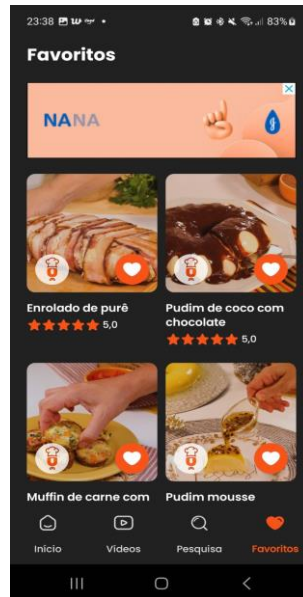 23:38
83%
Favoritos
NANA
Enrolado de purê
5,0
Pudim de coco com
chocolate
5,0
Muffin de carne com
Pudim mousse
Início
Vídeos
Pesquisa
Favoritos